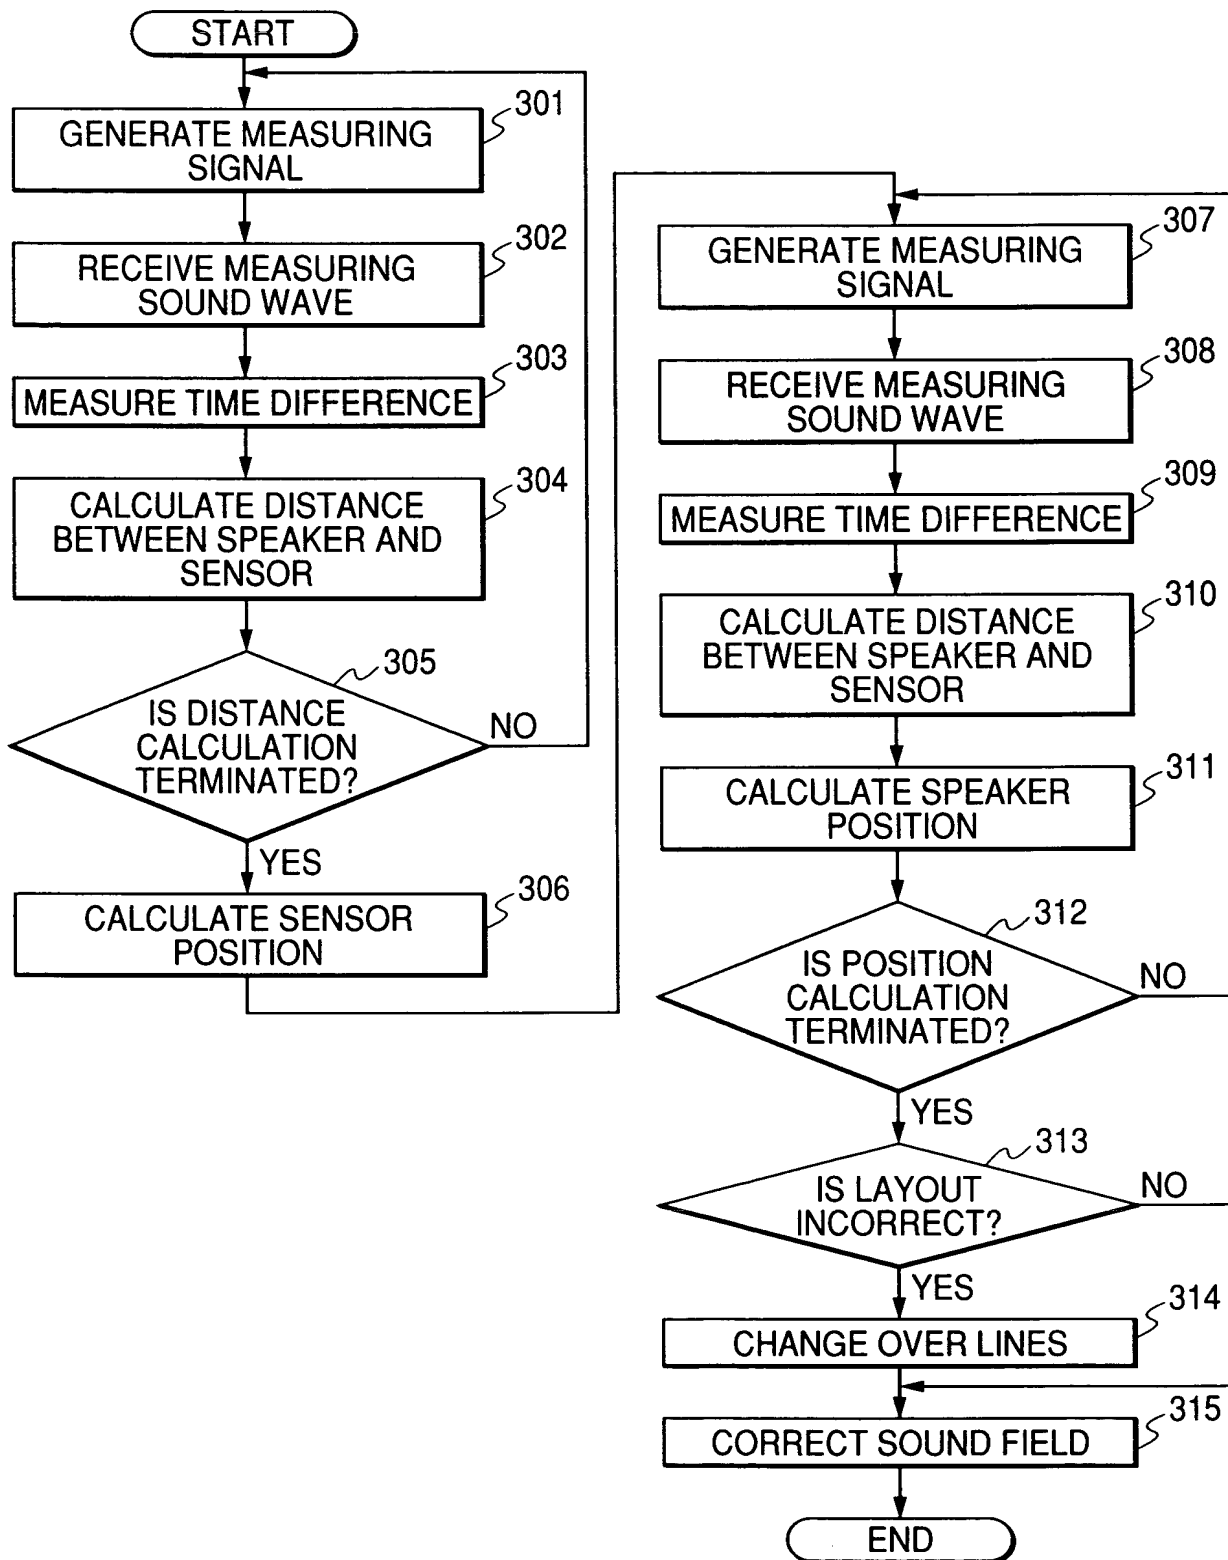 START
301
GENERATE MEASURING
SIGNAL
302
RECEIVE MEASURING
SOUND WAVE
303
MEASURE TIME DIFFERENCE
304
CALCULATE DISTANCE
BETWEEN SPEAKER AND
SENSOR
305
IS DISTANCE
CALCULATION
TERMINATED?
NO
YES
306
CALCULATE SENSOR
POSITION
307
GENERATE MEASURING
SIGNAL
308
RECEIVE MEASURING
SOUND WAVE
309
MEASURE TIME DIFFERENCE
310
CALCULATE DISTANCE
BETWEEN SPEAKER AND
SENSOR
311
CALCULATE SPEAKER
POSITION
312
IS POSITION
CALCULATION
TERMINATED?
NO
YES
313
IS LAYOUT
INCORRECT?
NO
YES
314
CHANGE OVER LINES
315
CORRECT SOUND FIELD
END